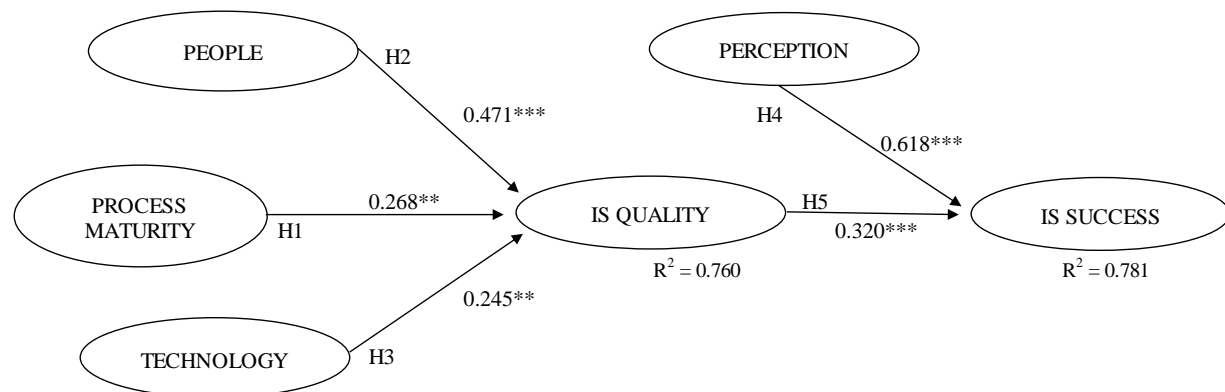 PEOPLE
H2
0.471***
PERCEPTION
H4
0.618***
PROCESS
MATURITY
H1
0.268**
IS QUALITY
R² = 0.760
H5
0.320***
IS SUCCESS
R² = 0.781
TECHNOLOGY
H3
0.245**